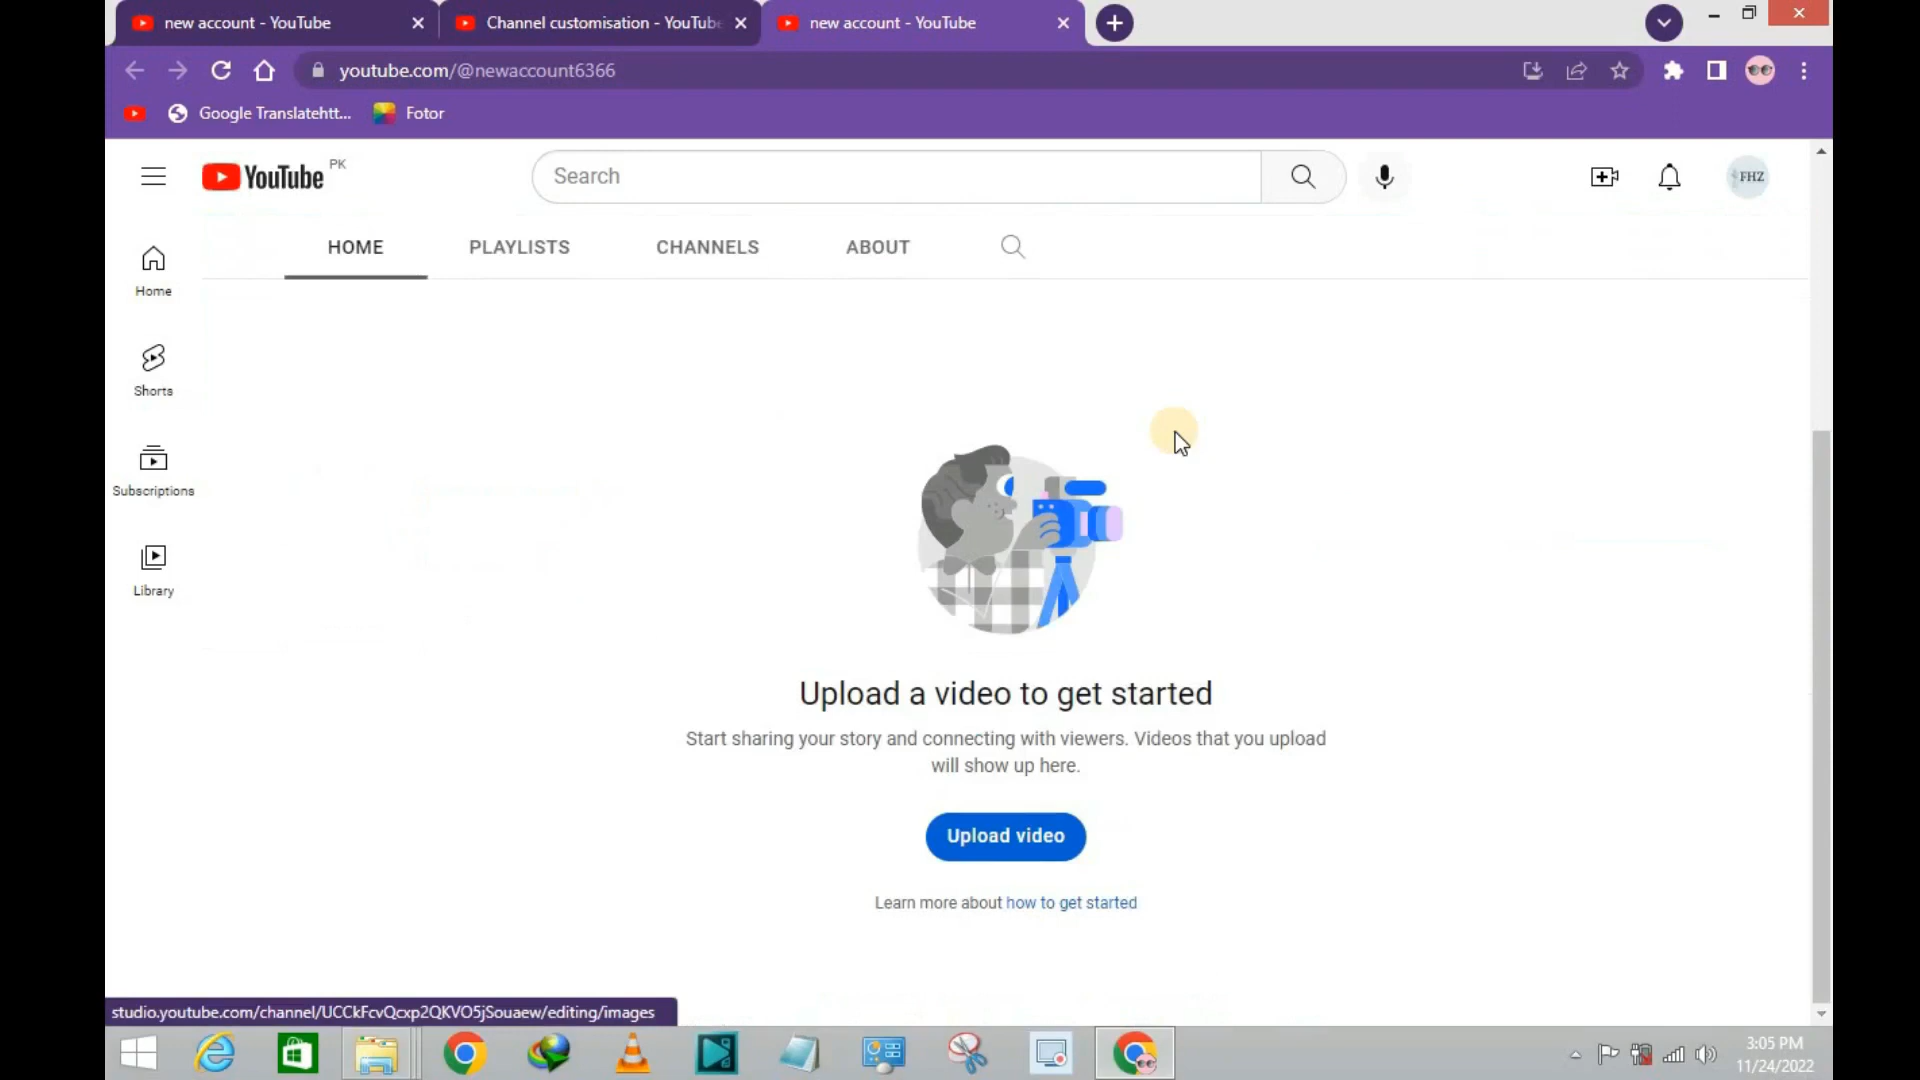 new account - YouTube
Channel customisation - YouTube
new account - YouTube
youtube.com/@newaccount6366
Google Translatehtt...
Fotor
YouTube PK
Search
FHZ
HOME
PLAYLISTS
CHANNELS
ABOUT
Home
Shorts
Subscriptions
Library
Upload a video to get started
Start sharing your story and connecting with viewers. Videos that you upload
will show up here.
Upload video
Learn more about how to get started
studio.youtube.com/channel/UCCkFcvQcxp2QKVO5jSouaew/editing/images
3:05 PM
11/24/2022